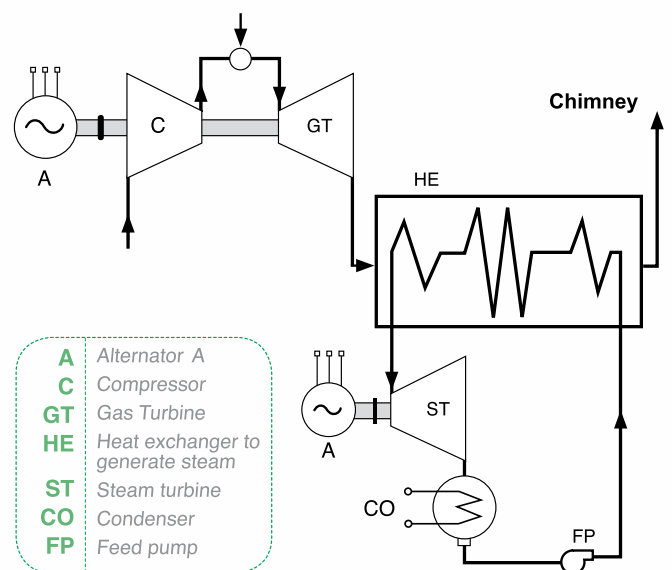 Chimney
C
GT
A
HE
ST
A
CO
FP
A Alternator A
C Compressor
GT Gas Turbine
HE Heat exchanger to
generate steam
ST Steam turbine
CO Condenser
FP Feed pump